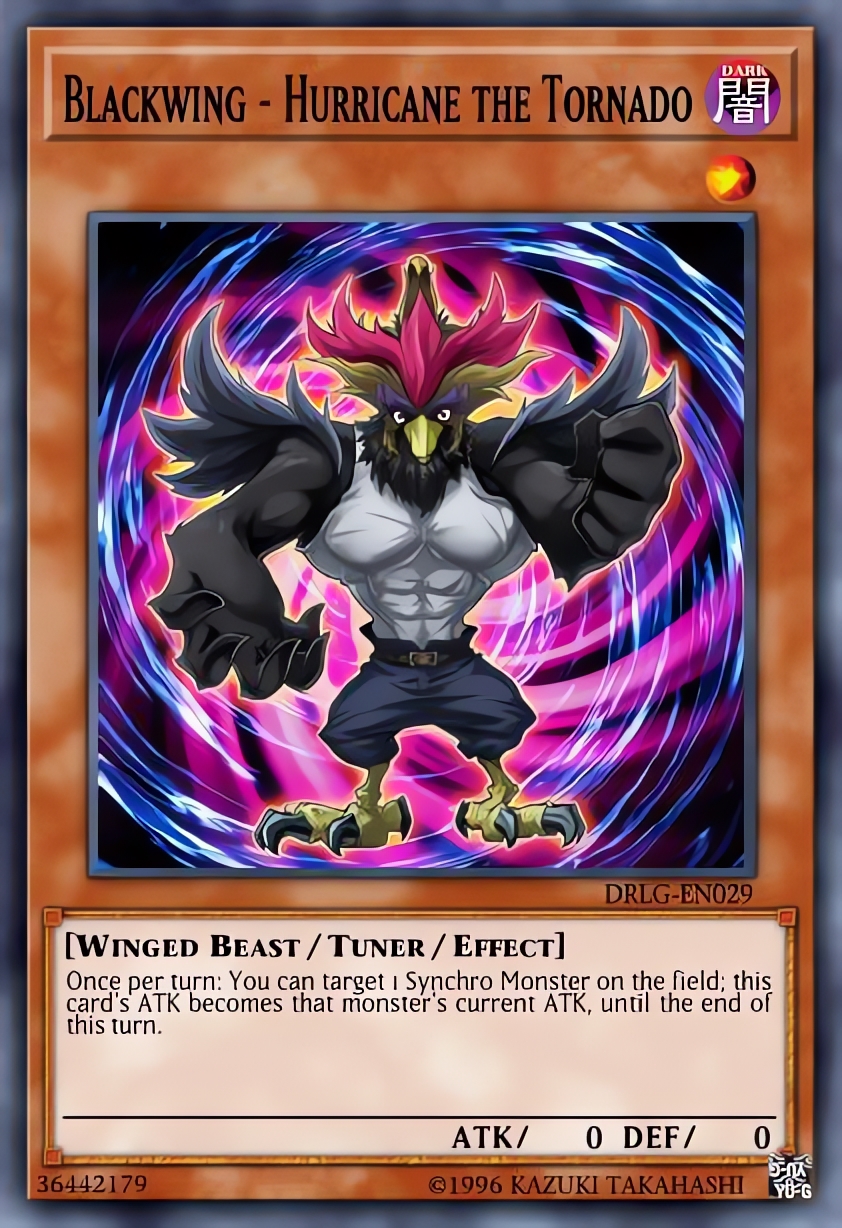 Blackwing - Hurricane the Tornado
DARK
闇
DRLG-EN029
[Winged Beast / Tuner / Effect]
Once per turn: You can target 1 Synchro Monster on the field; this
card's ATK becomes that monster's current ATK, until the end of
this turn.
ATK/ 0 DEF/ 0
36442179
©1996 KAZUKI TAKAHASHI